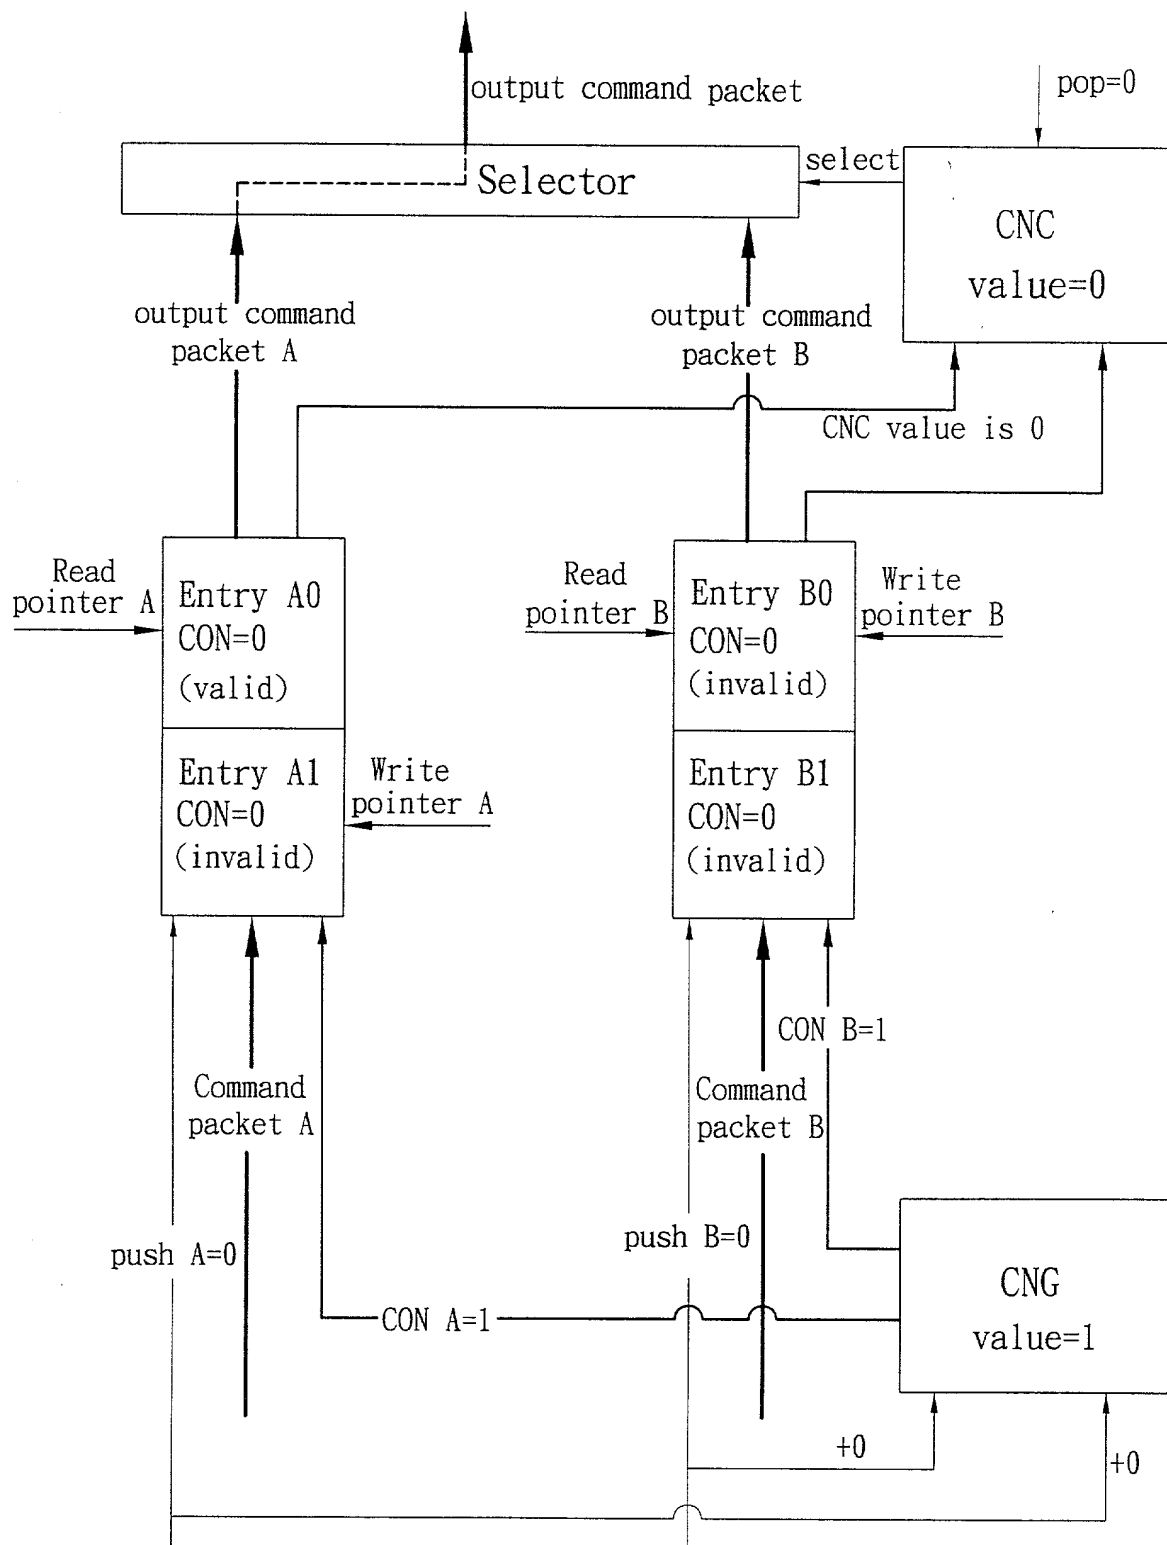 output command packet
pop=0
Selector
select
CNC
value=0
output command
packet A
output command
packet B
CNC value is 0
Read
pointer A
Entry A0
CON=0
(valid)
Read
pointer B
Entry B0
CON=0
(invalid)
Write
pointer B
Entry A1
CON=0
(invalid)
Write
pointer A
Entry B1
CON=0
(invalid)
CON B=1
Command
packet A
Command
packet B
push A=0
push B=0
CON A=1
CNG
value=1
+0
+0